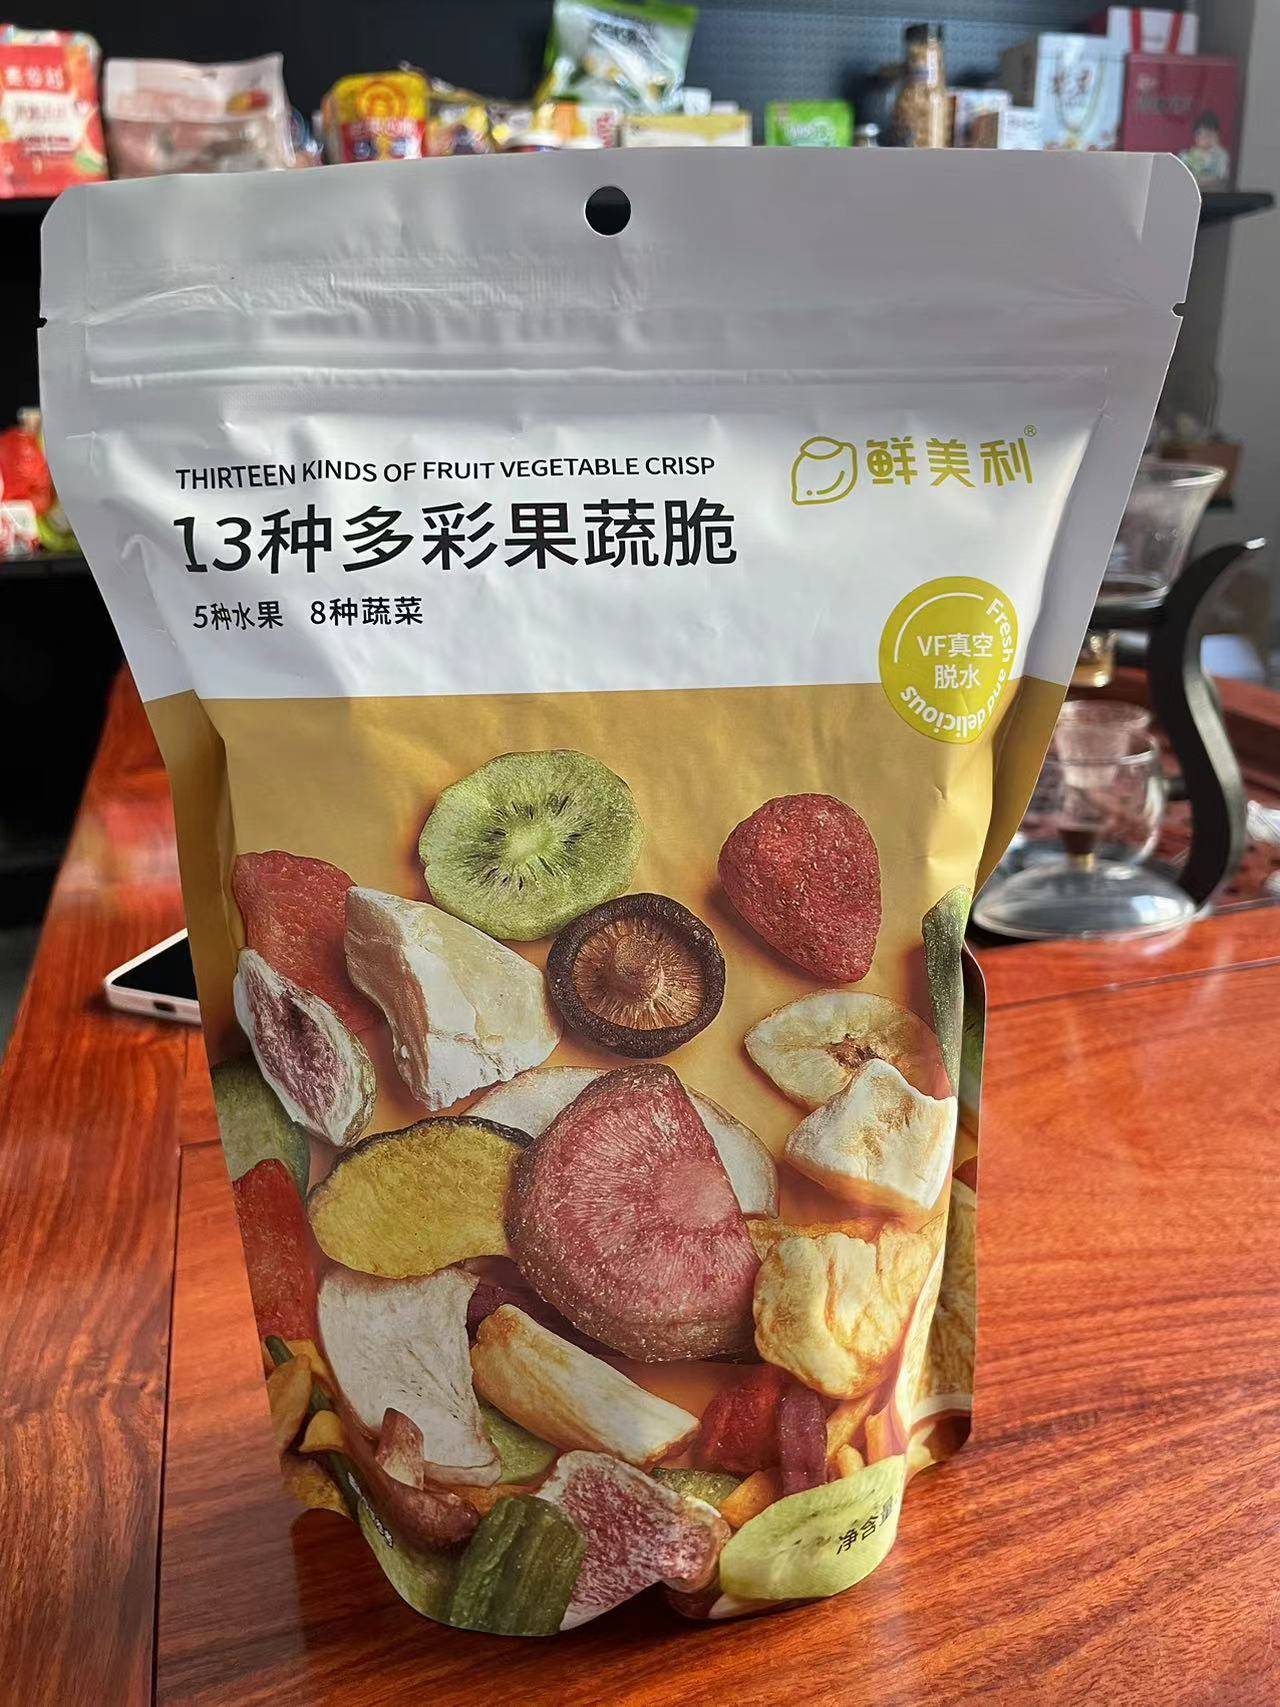 THIRTEEN KINDS OF FRUIT VEGETABLE CRISP
鲜美利®
13种多彩果蔬脆
5种水果 8种蔬菜
VF真空
脱水
Fresh and delicious
净含量